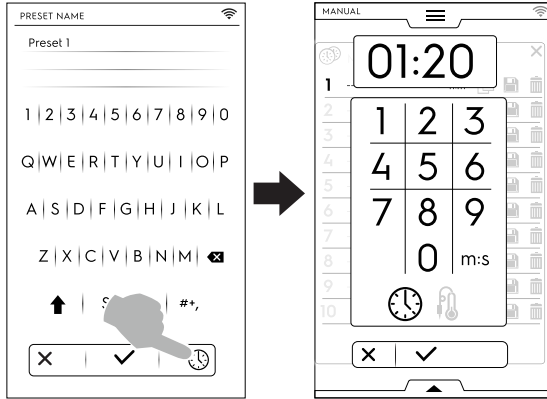 PRESET NAME
Preset 1
1 2 3 4 5 6 7 8 9 0
Q W E R T Y U I O P
A S D F G H J K L
Z X C V B N M
#+,
MANUAL
01:20
1
2
3
4
5
6
7
8
9
10
1 2 3
4 5 6
7 8 9
0 m:s